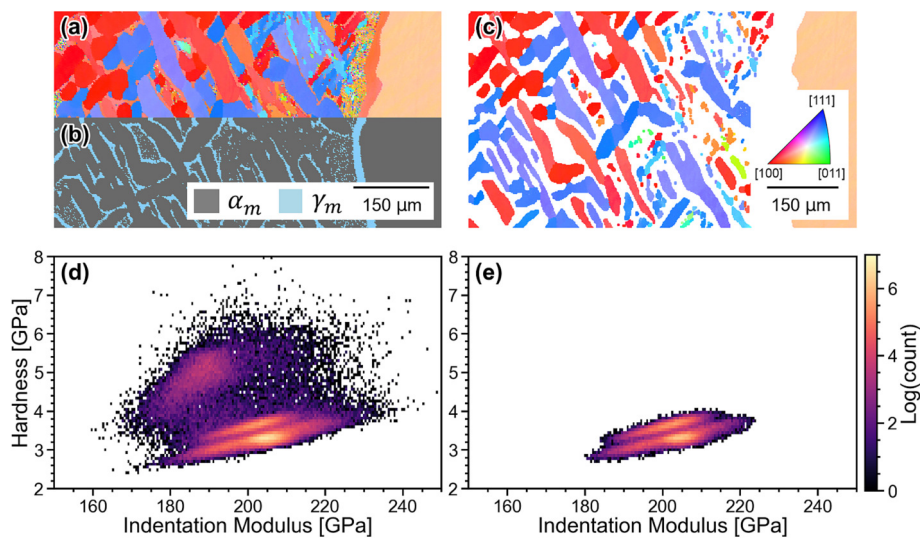 (a)
(b)
α_m γ_m 150 μm
(c)
[111]
[100] [011]
150 μm
(d)
8
7
6
5
4
3
2
Hardness [GPa]
160 180 200 220 240
Indentation Modulus [GPa]
(e)
8
7
6
5
4
3
2
160 180 200 220 240
Indentation Modulus [GPa]
6
4
2
0
Log(count)